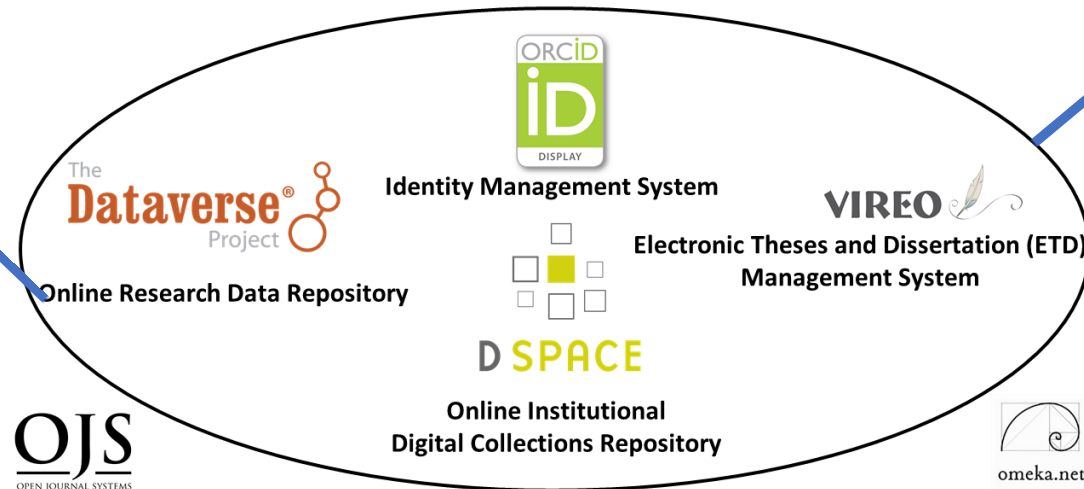 ORCiD
iD
DISPLAY
Identity Management System
The
Dataverse®
Project
Online Research Data Repository
VIREO
Electronic Theses and Dissertation (ETD)
Management System
D SPACE
Online Institutional
Digital Collections Repository
OJS
OPEN JOURNAL SYSTEMS
omeka.net